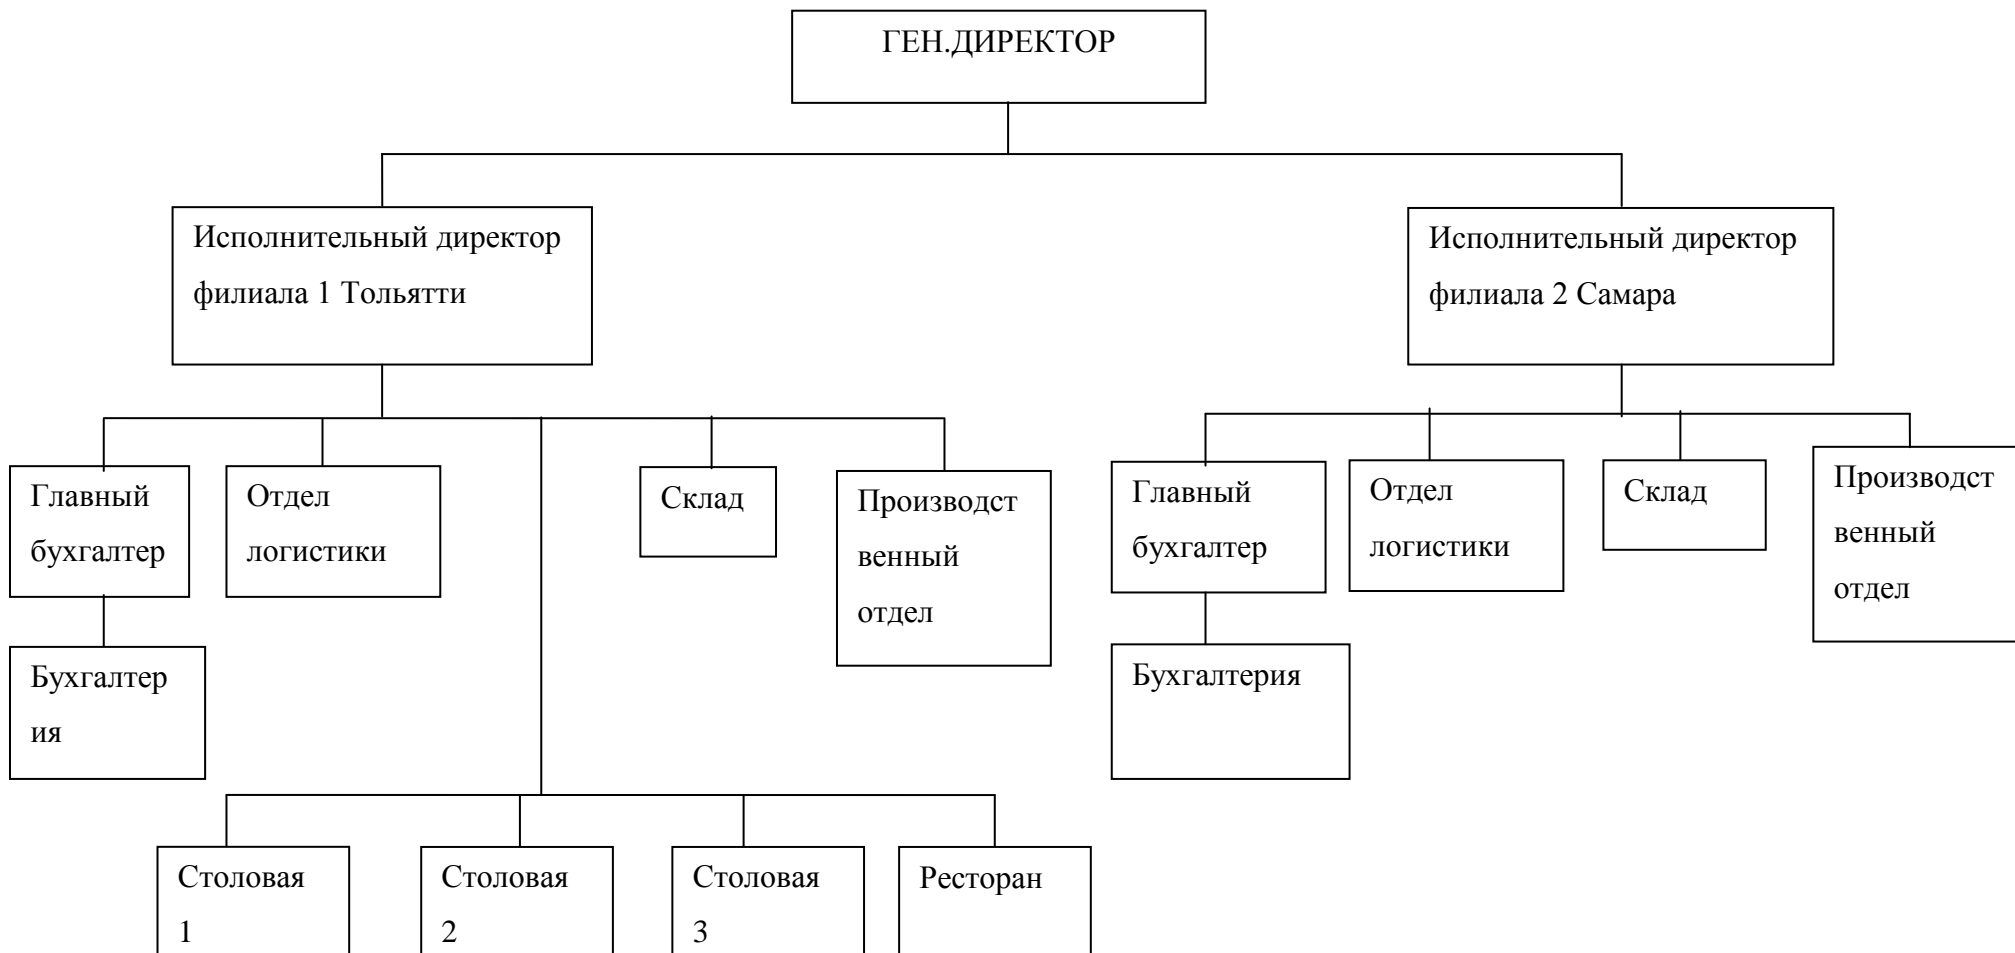 ГЕН.ДИРЕКТОР
Исполнительный директор
филиала 1 Тольятти
Исполнительный директор
филиала 2 Самара
Главный
бухгалтер
Отдел
логистики
Склад
Производст
венный
отдел
Главный
бухгалтер
Отдел
логистики
Склад
Производст
венный
отдел
Бухгалтер
ия
Бухгалтерия
Столовая
1
Столовая
2
Столовая
3
Ресторан